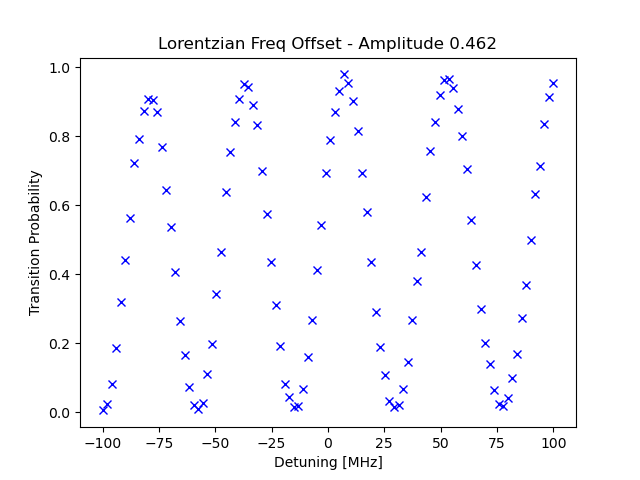 Lorentzian Freq Offset - Amplitude 0.462
Transition Probability
1.0
0.8
0.6
0.4
0.2
0.0
−100 −75 −50 −25 0 25 50 75 100
Detuning [MHz]